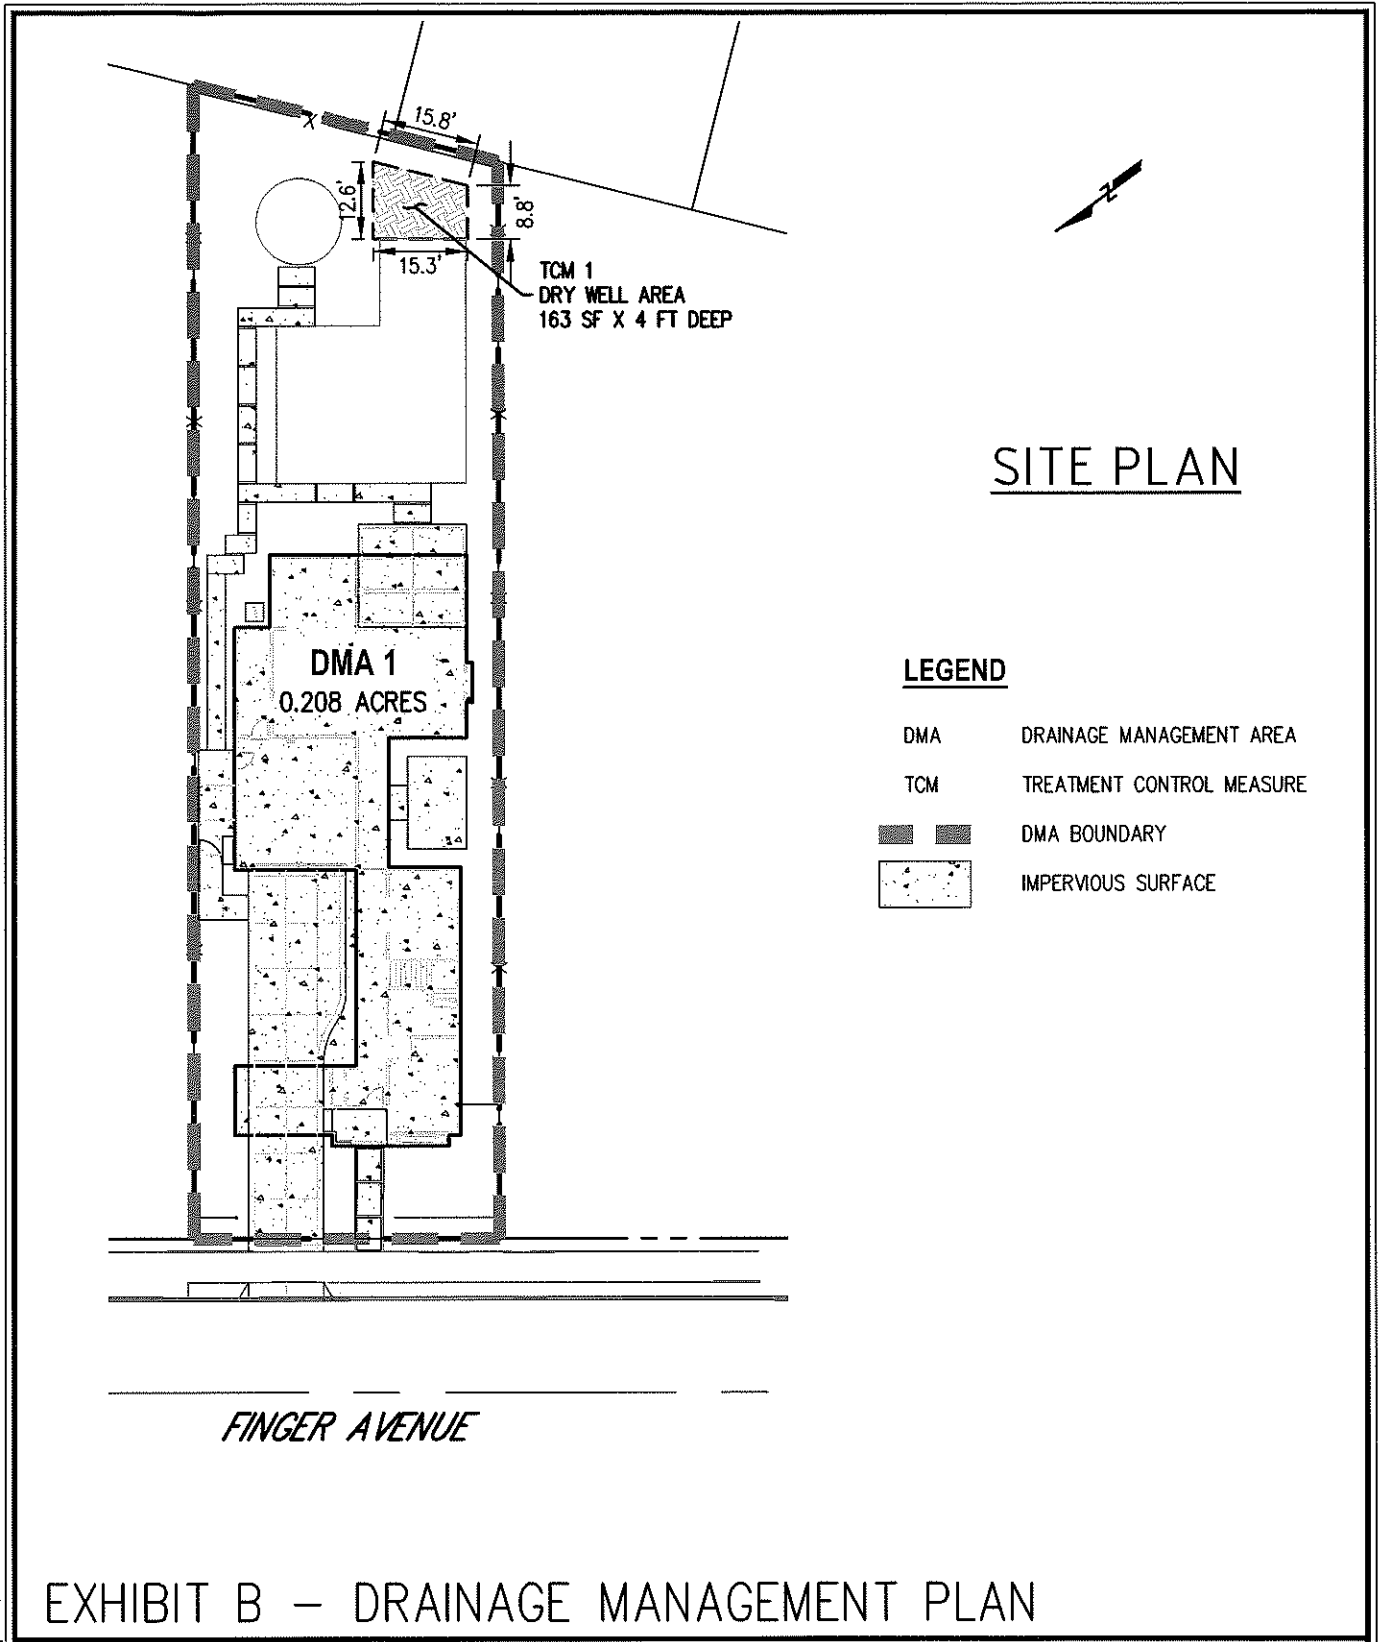 15.8'
12.6'
8.8'
15.3'
TCM 1
DRY WELL AREA
163 SF X 4 FT DEEP
Z
SITE PLAN
DMA 1
0.208 ACRES
LEGEND
DMA DRAINAGE MANAGEMENT AREA
TCM TREATMENT CONTROL MEASURE
DMA BOUNDARY
IMPERVIOUS SURFACE
FINGER AVENUE
EXHIBIT B – DRAINAGE MANAGEMENT PLAN